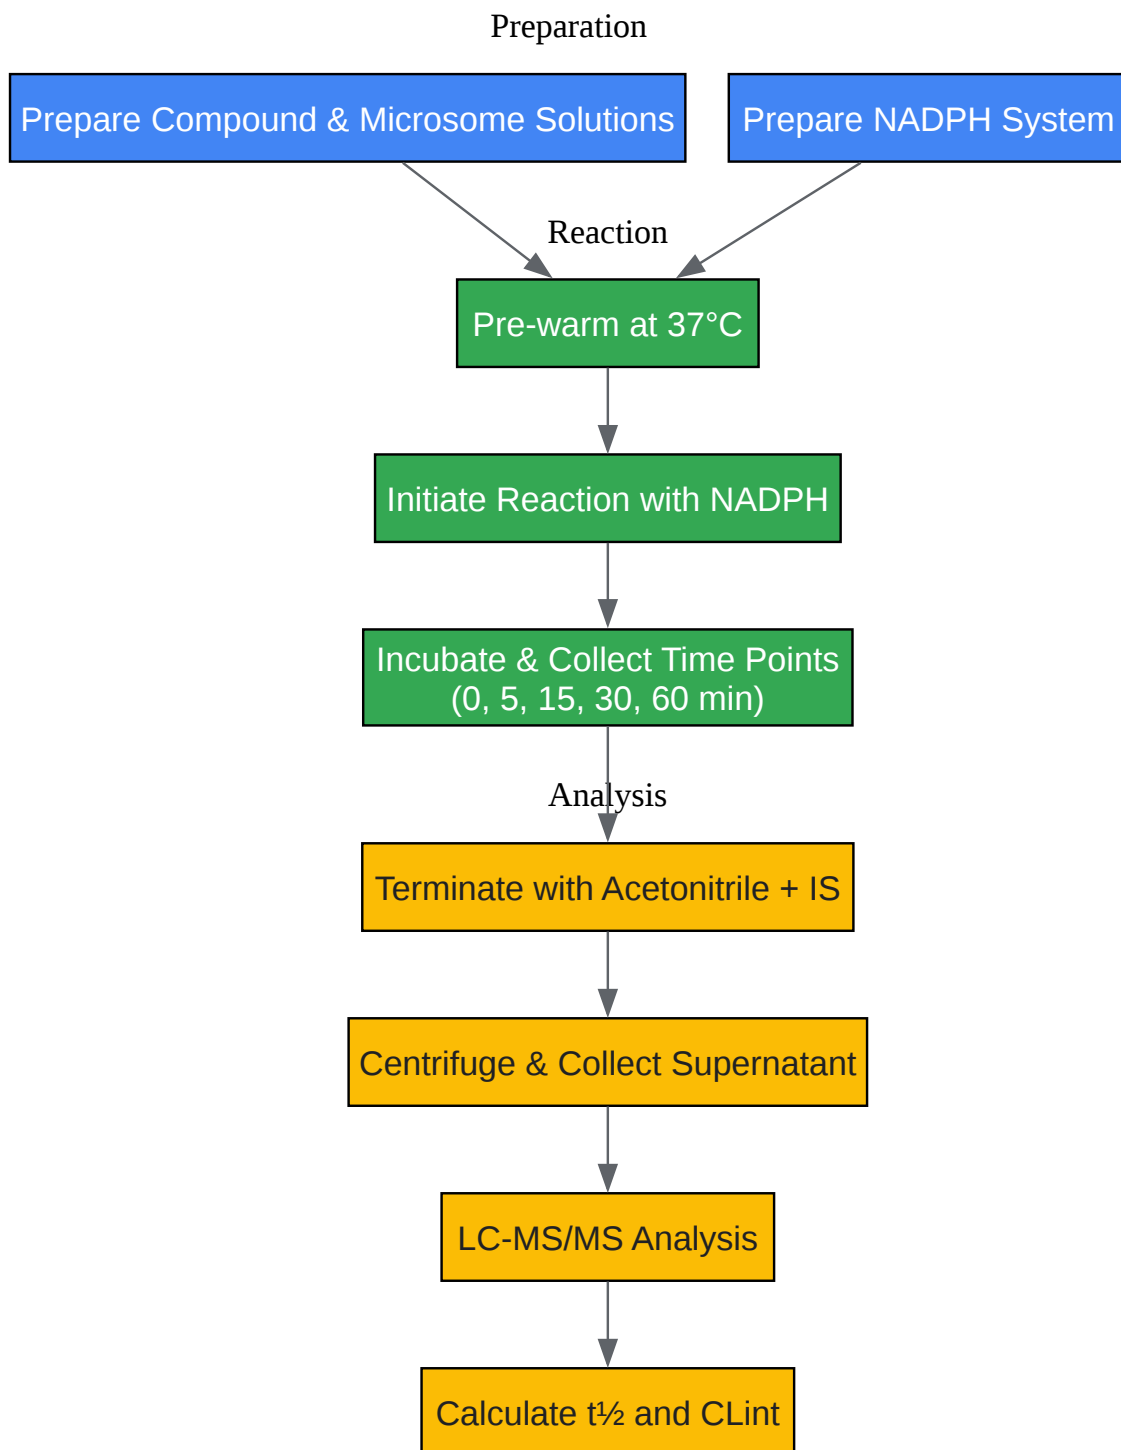 Preparation
Prepare Compound & Microsome Solutions
Prepare NADPH System
Reaction
Pre-warm at 37°C
Initiate Reaction with NADPH
Incubate & Collect Time Points
(0, 5, 15, 30, 60 min)
Analysis
Terminate with Acetonitrile + IS
Centrifuge & Collect Supernatant
LC-MS/MS Analysis
Calculate t½ and CLint